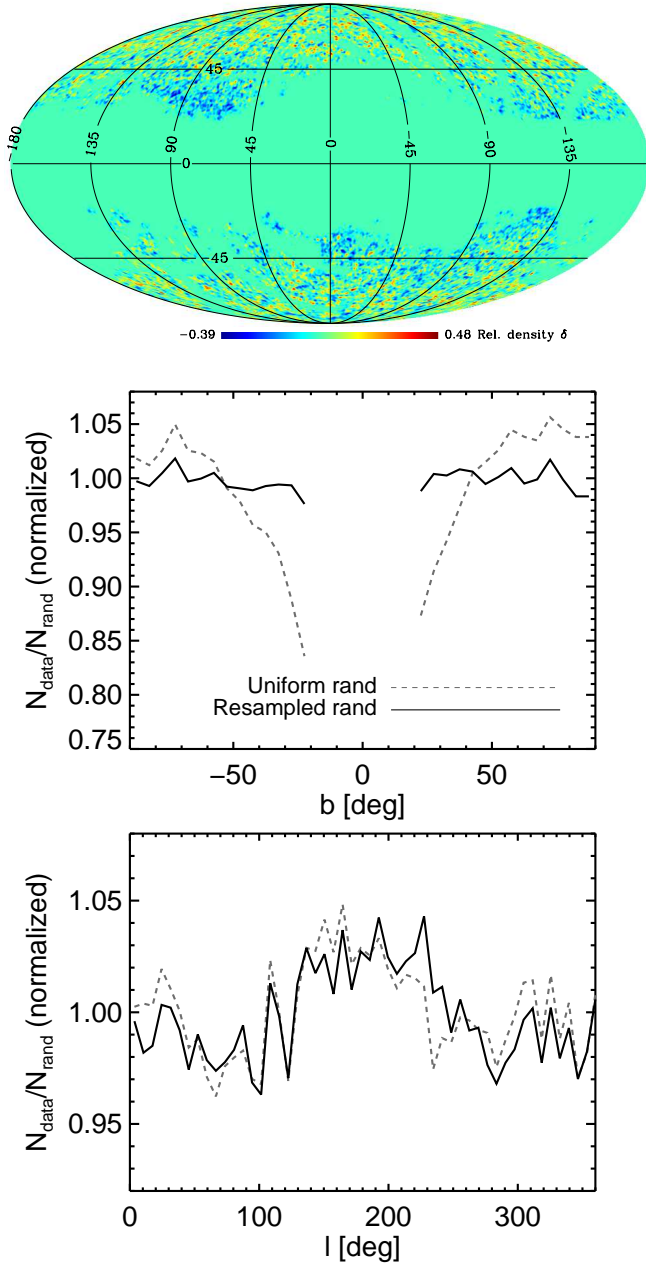 45
−180
135
90
45
0
−45
−90
−135
0
−45
−0.39 0.48 Rel. density δ
1.05
1.00
0.95
0.90
0.85
0.80
0.75
N_data/N_rand (normalized)
Uniform rand
Resampled rand
−50 0 50
b [deg]
1.05
1.00
0.95
N_data/N_rand (normalized)
0 100 200 300
l [deg]